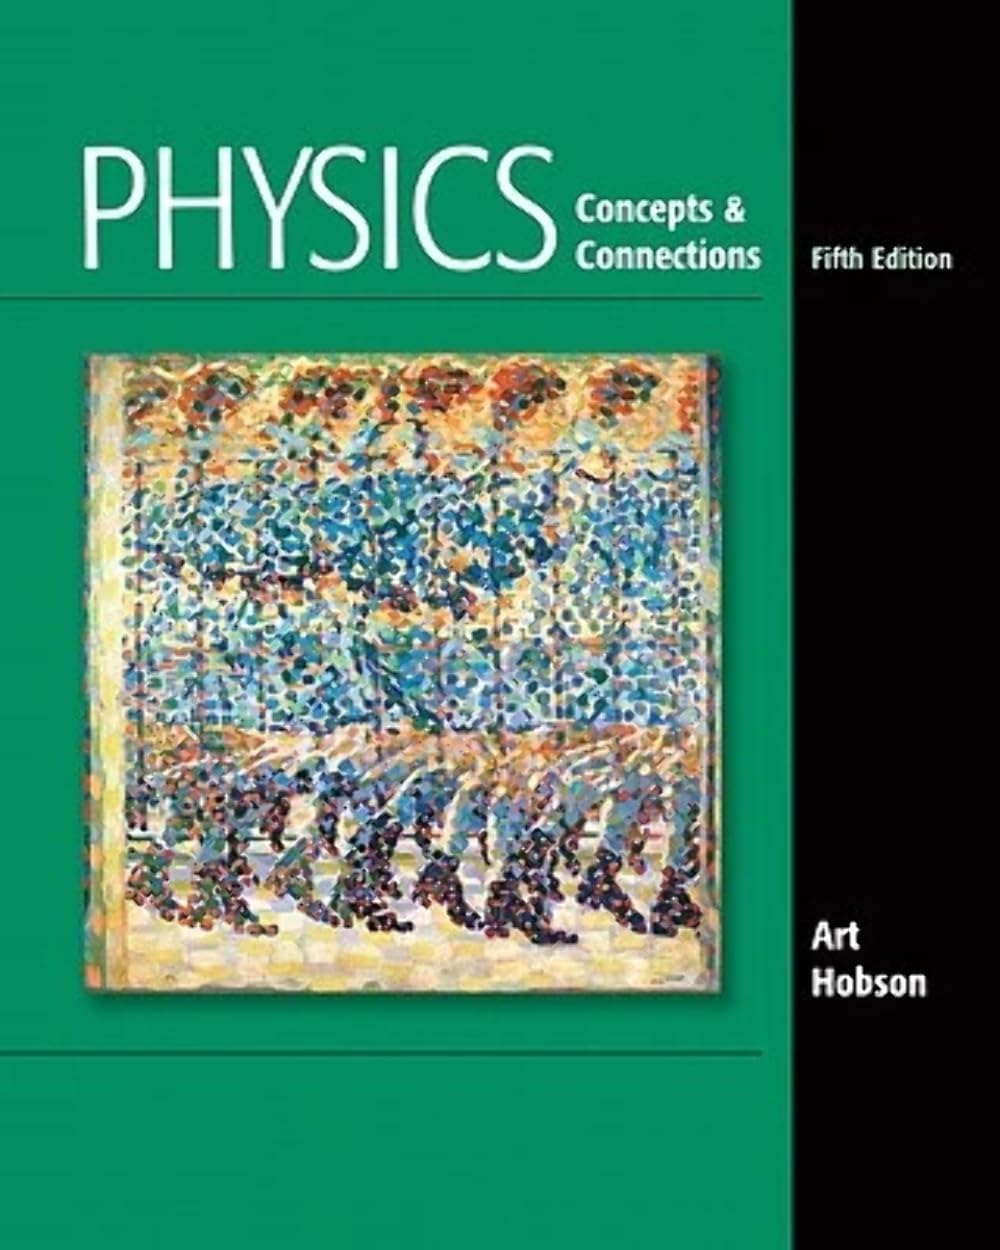 PHYSICS
Concepts &
Connections
Fifth Edition
Art
Hobson